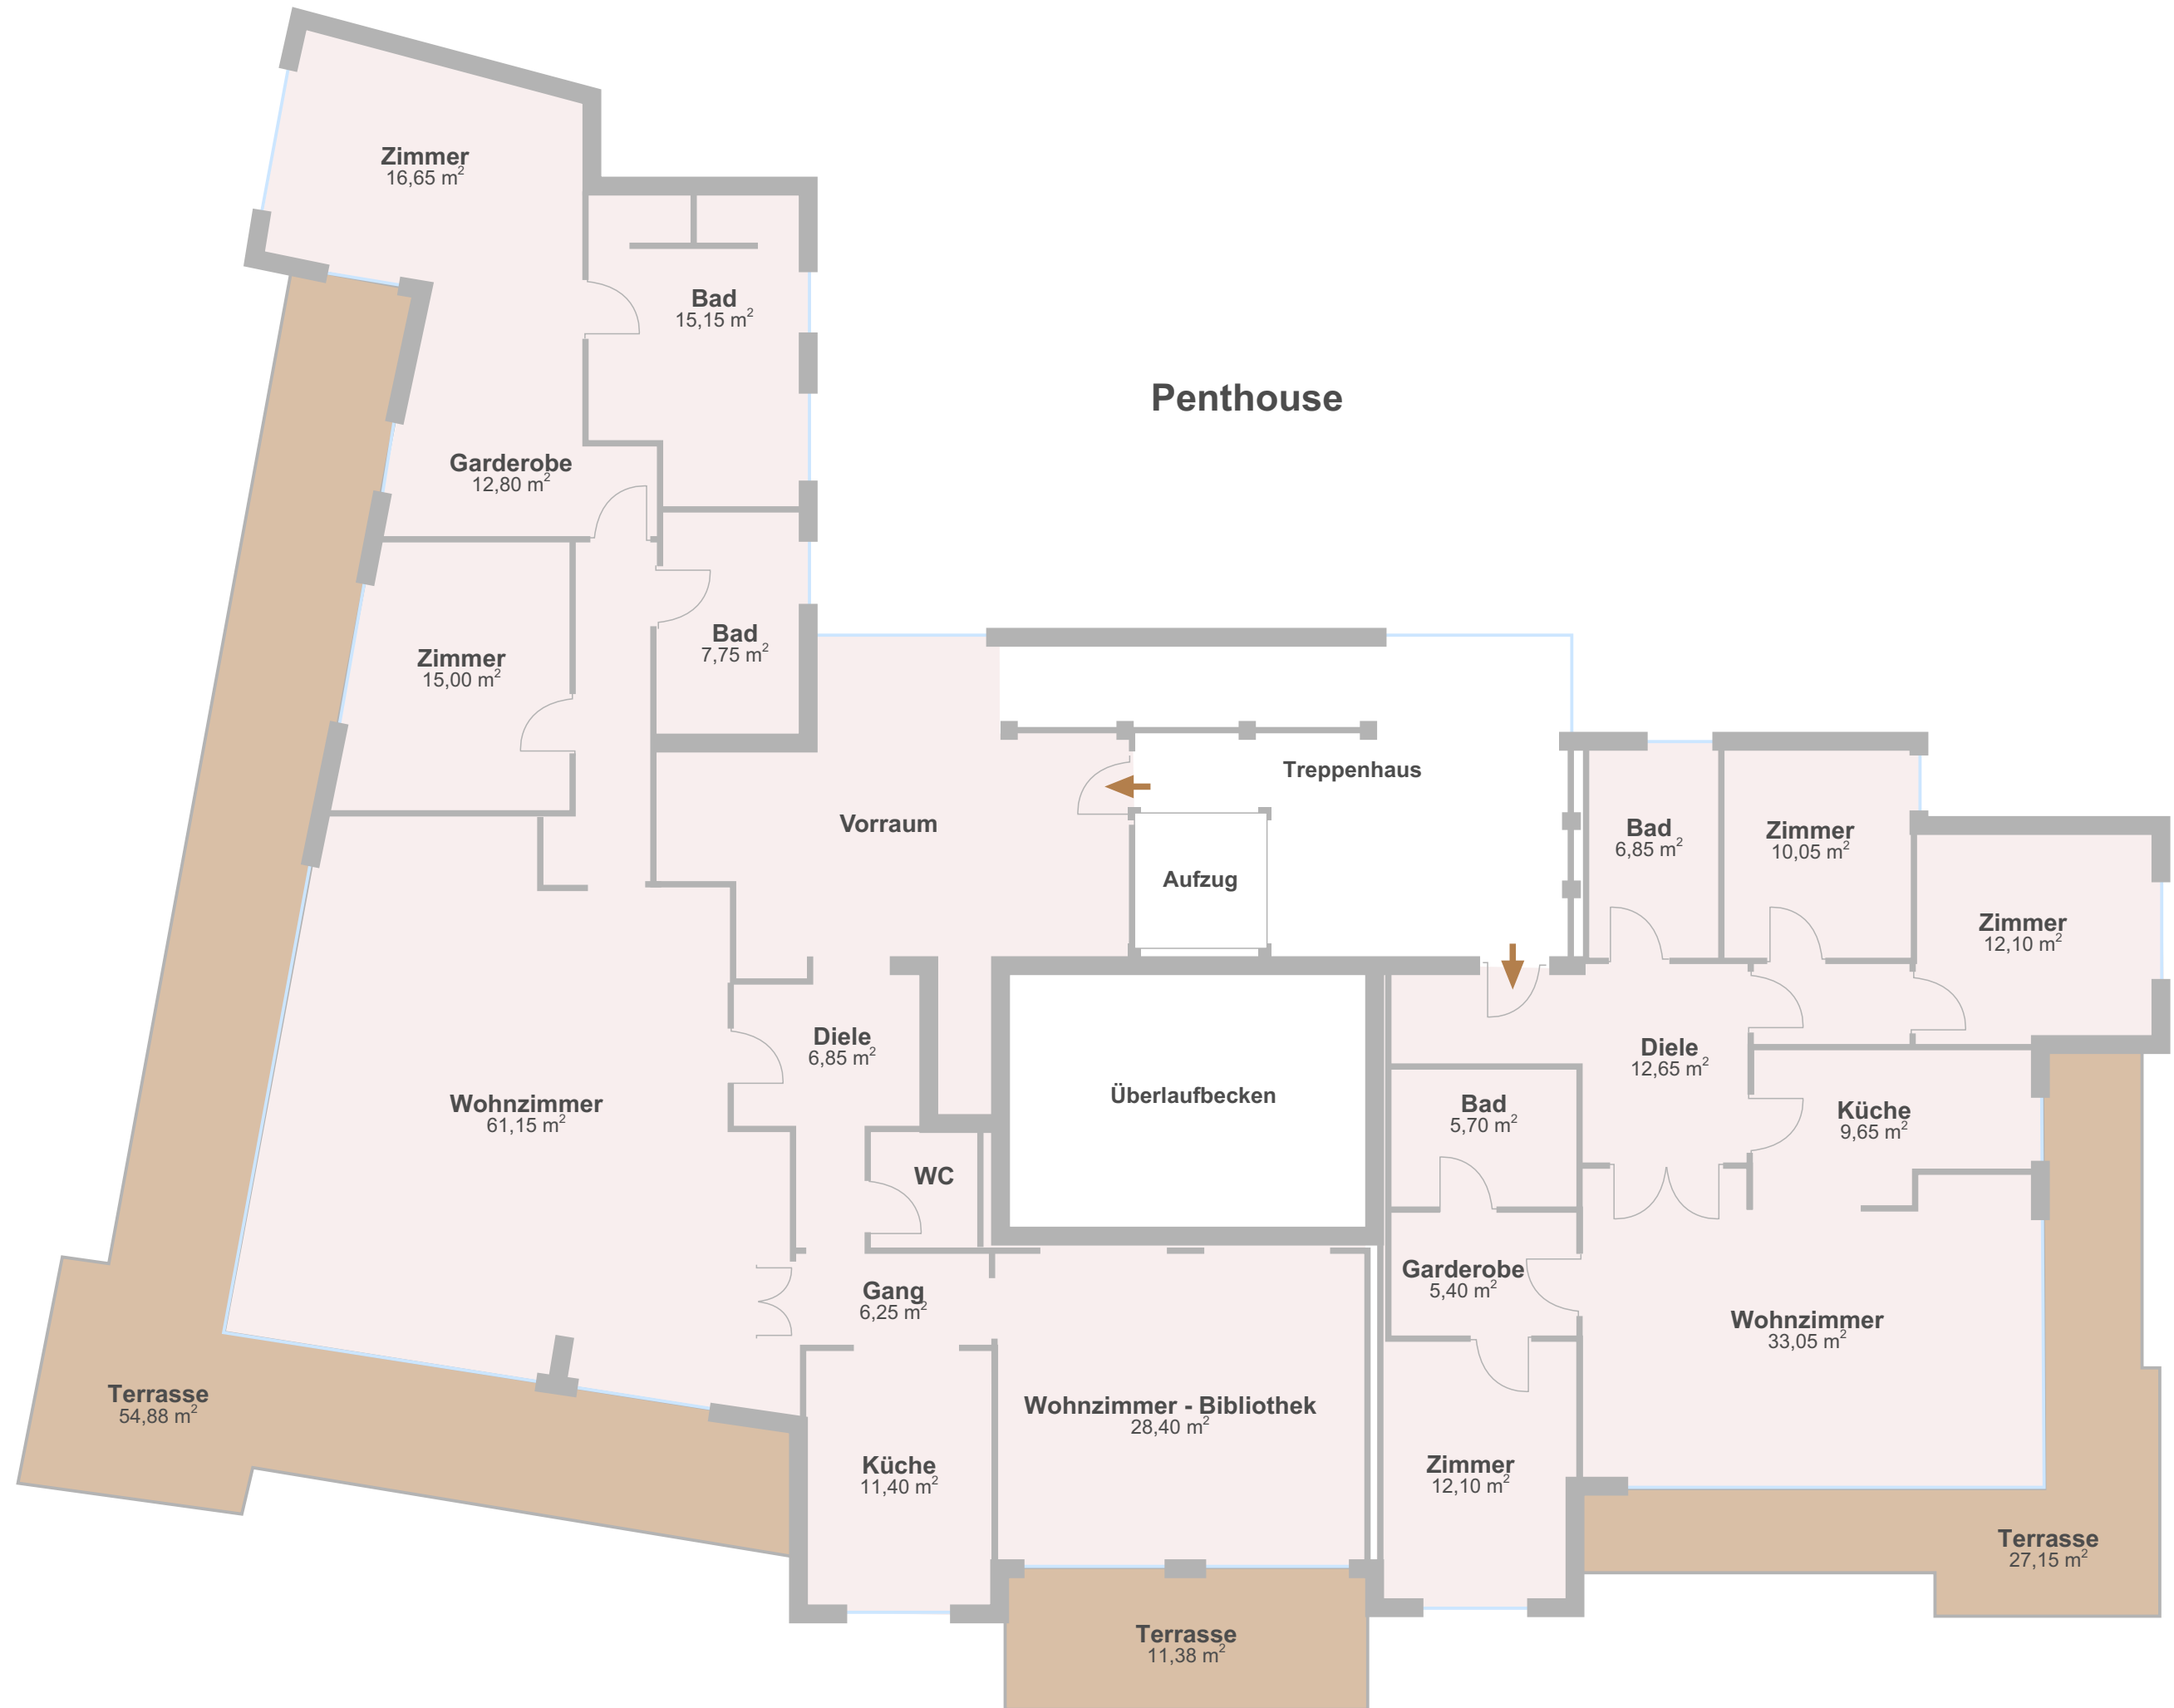 Zimmer
16,65 m²
Bad
15,15 m²
Penthouse
Garderobe
12,80 m²
Bad
7,75 m²
Zimmer
15,00 m²
Treppenhaus
Vorraum
Bad
6,85 m²
Zimmer
10,05 m²
Aufzug
Zimmer
12,10 m²
Diele
6,85 m²
Diele
12,65 m²
Überlaufbecken
Wohnzimmer
61,15 m²
Bad
5,70 m²
Küche
9,65 m²
WC
Garderobe
5,40 m²
Gang
6,25 m²
Wohnzimmer
33,05 m²
Terrasse
54,88 m²
Wohnzimmer - Bibliothek
28,40 m²
Küche
11,40 m²
Zimmer
12,10 m²
Terrasse
27,15 m²
Terrasse
11,38 m²